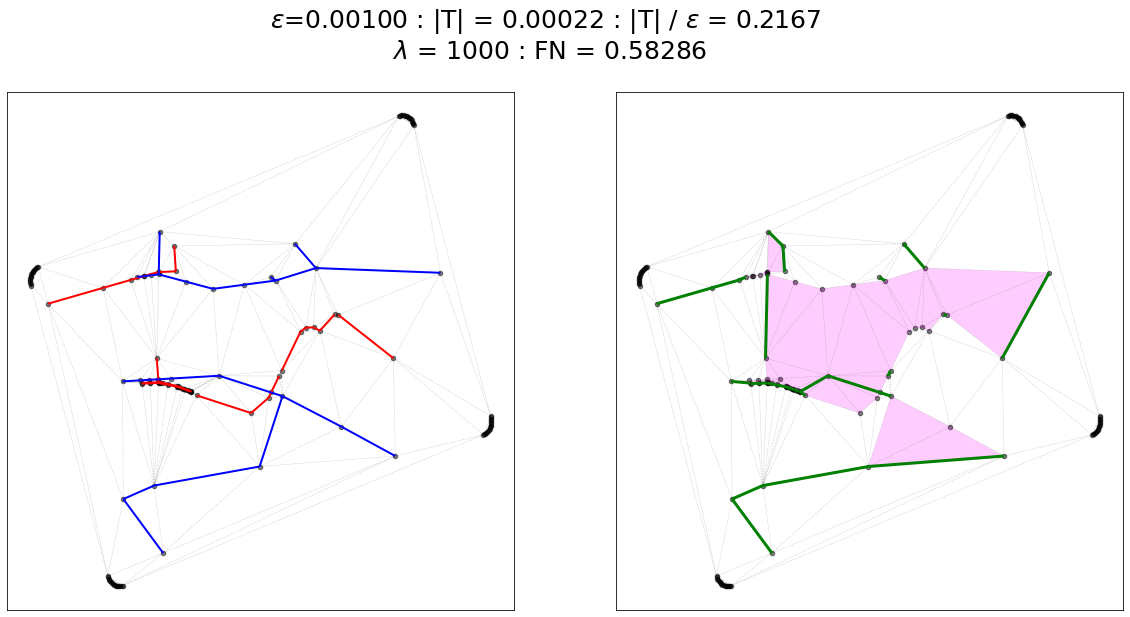 ε=0.00100 : |T| = 0.00022 : |T| / ε = 0.2167
λ = 1000 : FN = 0.58286